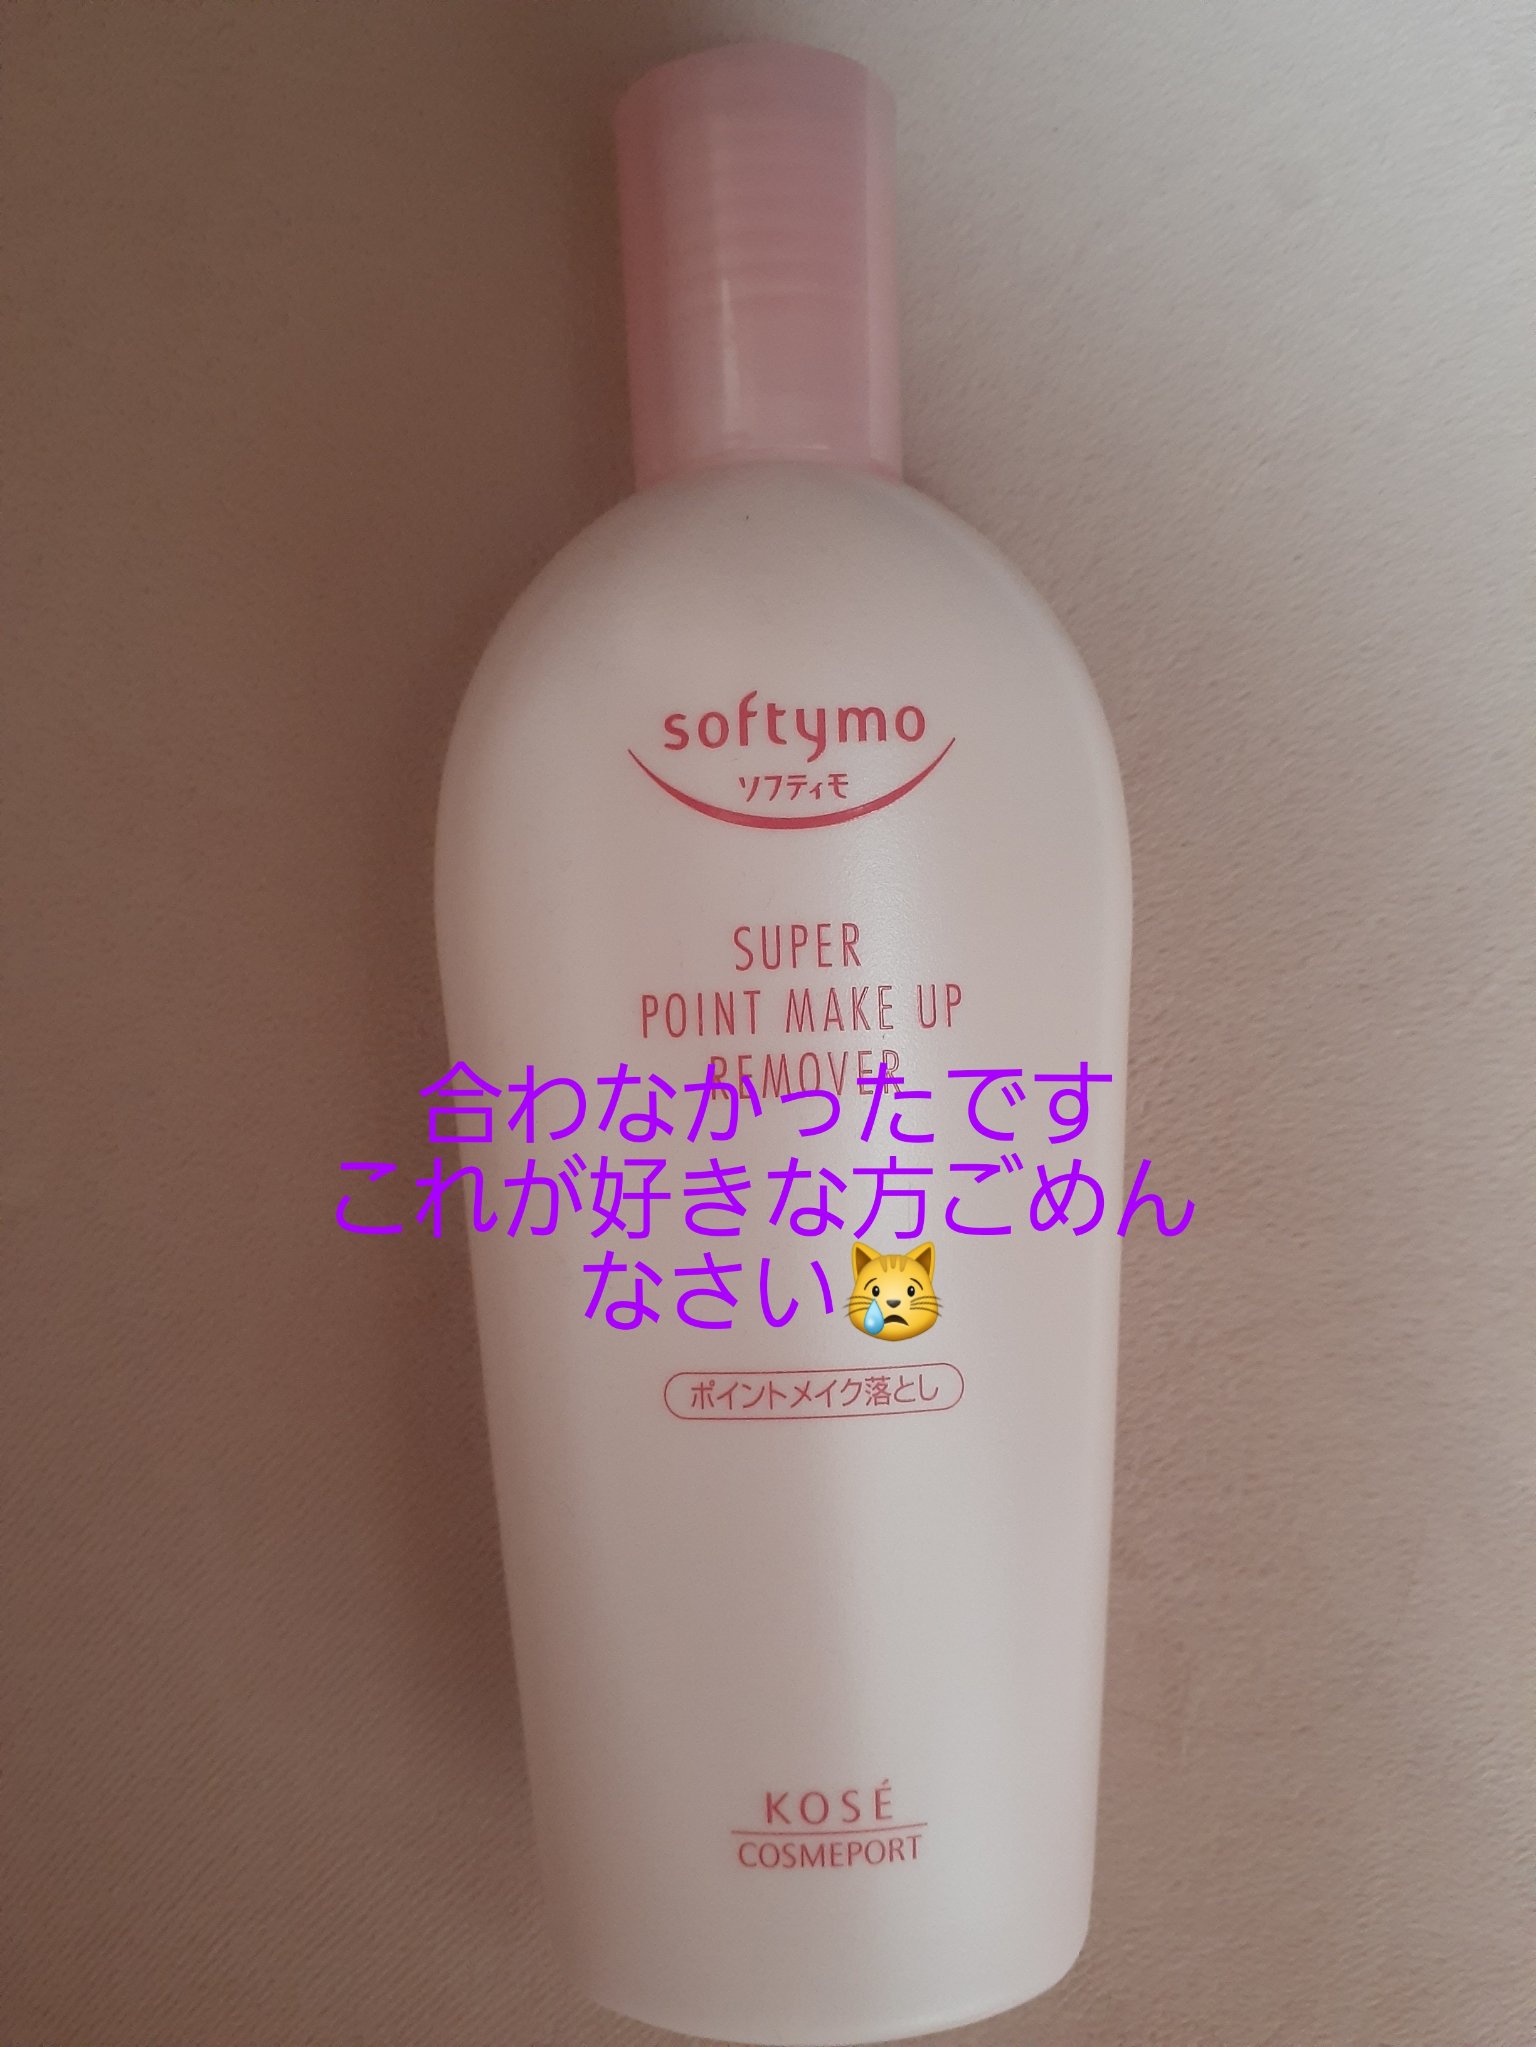 softymo
ソフティモ
SUPER
POINT MAKE UP
REMOVER
合わなかったです
これが好きな方ごめん
なさい😿
ポイントメイク落とし
KOSÉ
COSMEPORT